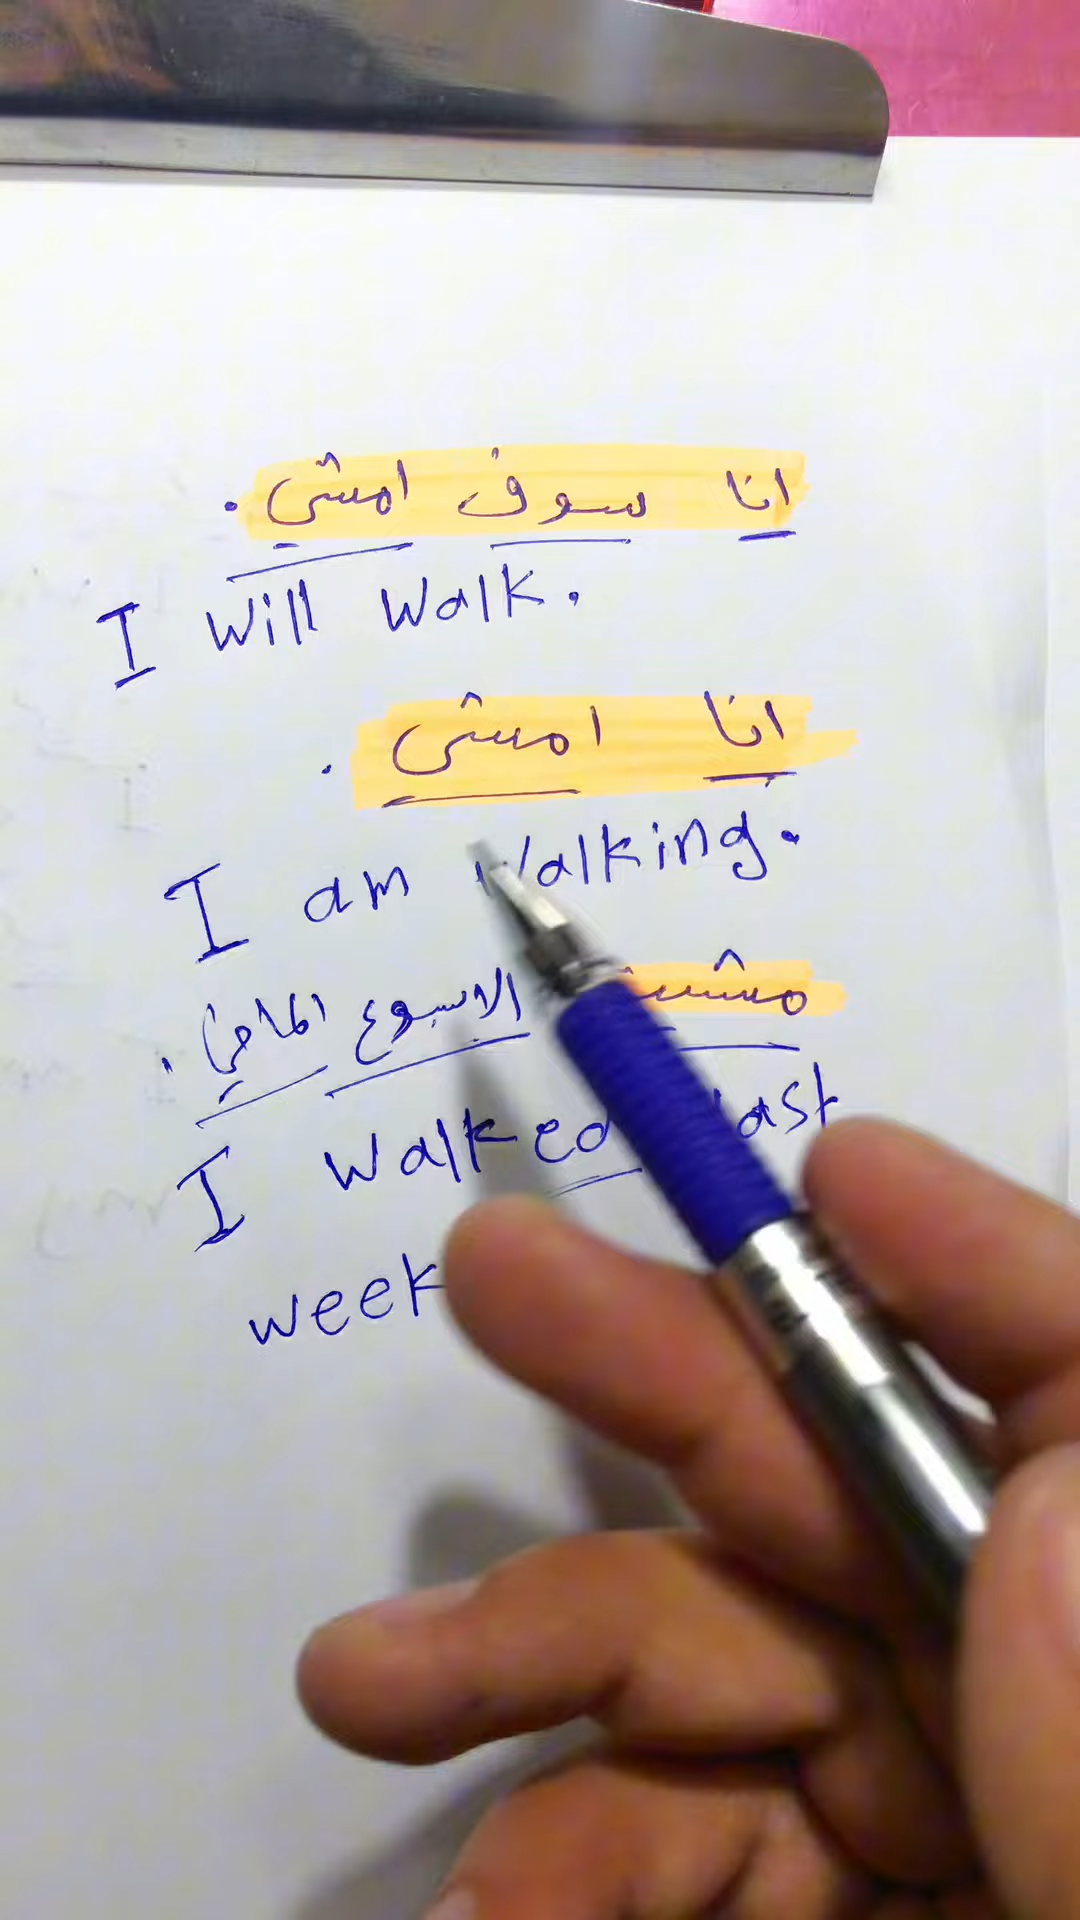 انا سوف امشي.
I will walk.
انا امشي.
I am walking.
الاسبوع الماضي.
I walked last
week